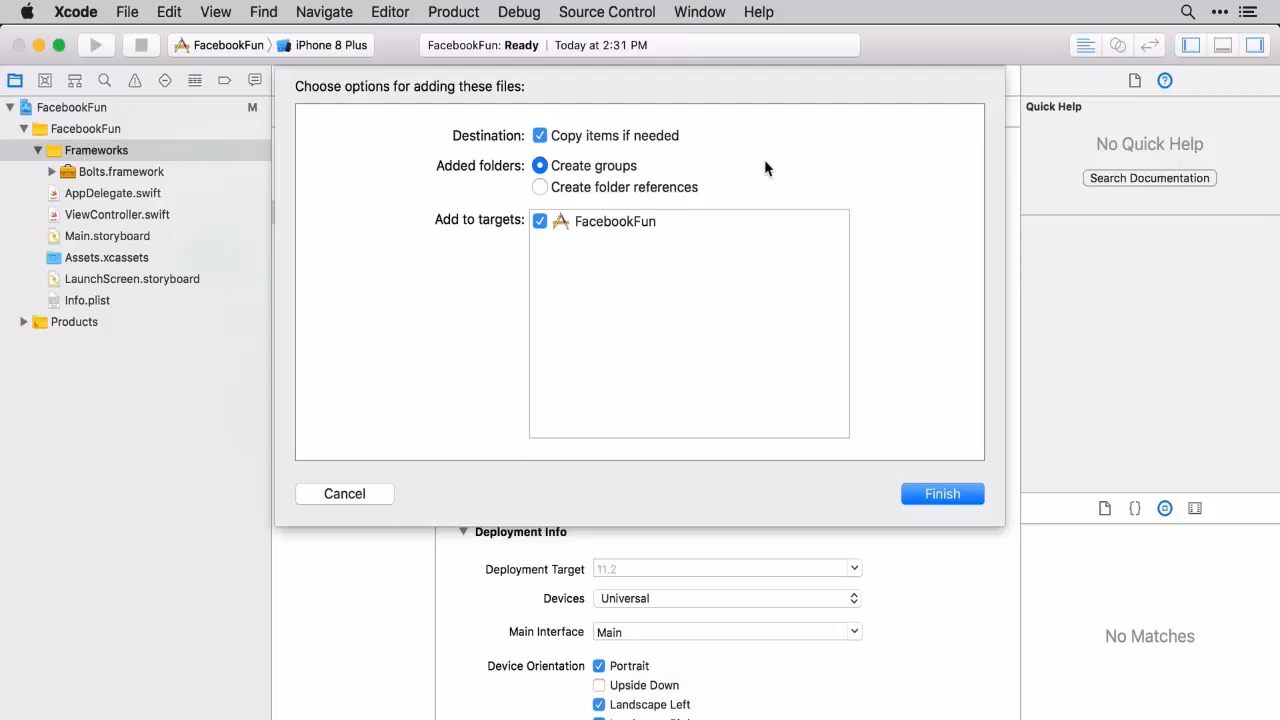 Xcode File Edit View Find Navigate Editor Product Debug Source Control Window Help
FacebookFun iPhone 8 Plus
FacebookFun: Ready | Today at 2:31 PM
FacebookFun M
FacebookFun
Frameworks
Bolts.framework
AppDelegate.swift
ViewController.swift
Main.storyboard
Assets.xcassets
LaunchScreen.storyboard
Info.plist
Products
Choose options for adding these files:
Destination: Copy items if needed
Added folders: Create groups
Create folder references
Add to targets: FacebookFun
Cancel Finish
Deployment Info
Deployment Target 11.2
Devices Universal
Main Interface Main
Device Orientation Portrait
Upside Down
Landscape Left
Quick Help
No Quick Help
Search Documentation
No Matches